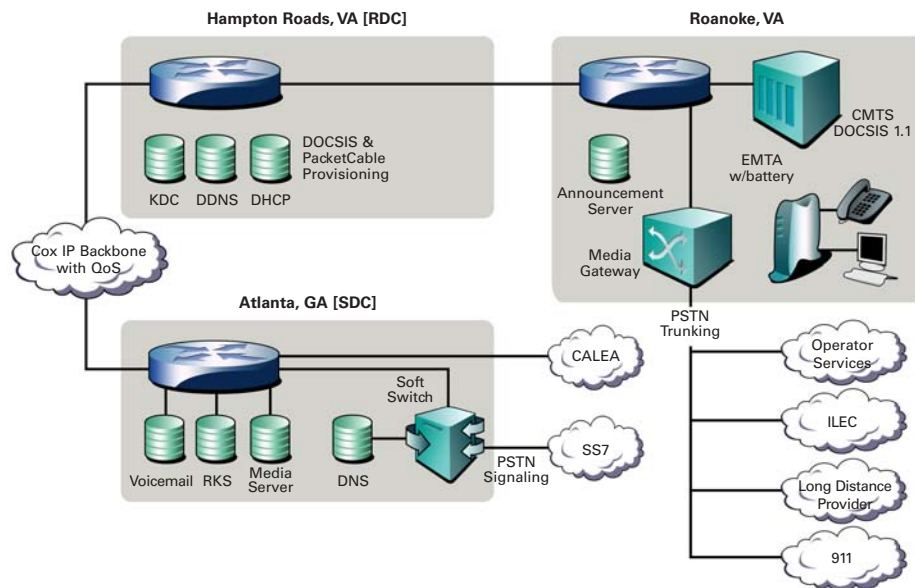 Hampton Roads, VA [RDC]
Roanoke, VA
DOCSIS &
PacketCable
Provisioning
KDC
DDNS
DHCP
CMTS
DOCSIS 1.1
EMTA
w/battery
Announcement
Server
Media
Gateway
Cox IP Backbone
with QoS
Atlanta, GA [SDC]
PSTN
Trunking
CALEA
Operator
Services
Soft
Switch
ILEC
SS7
Voicemail
RKS
Media
Server
DNS
PSTN
Signaling
Long Distance
Provider
911